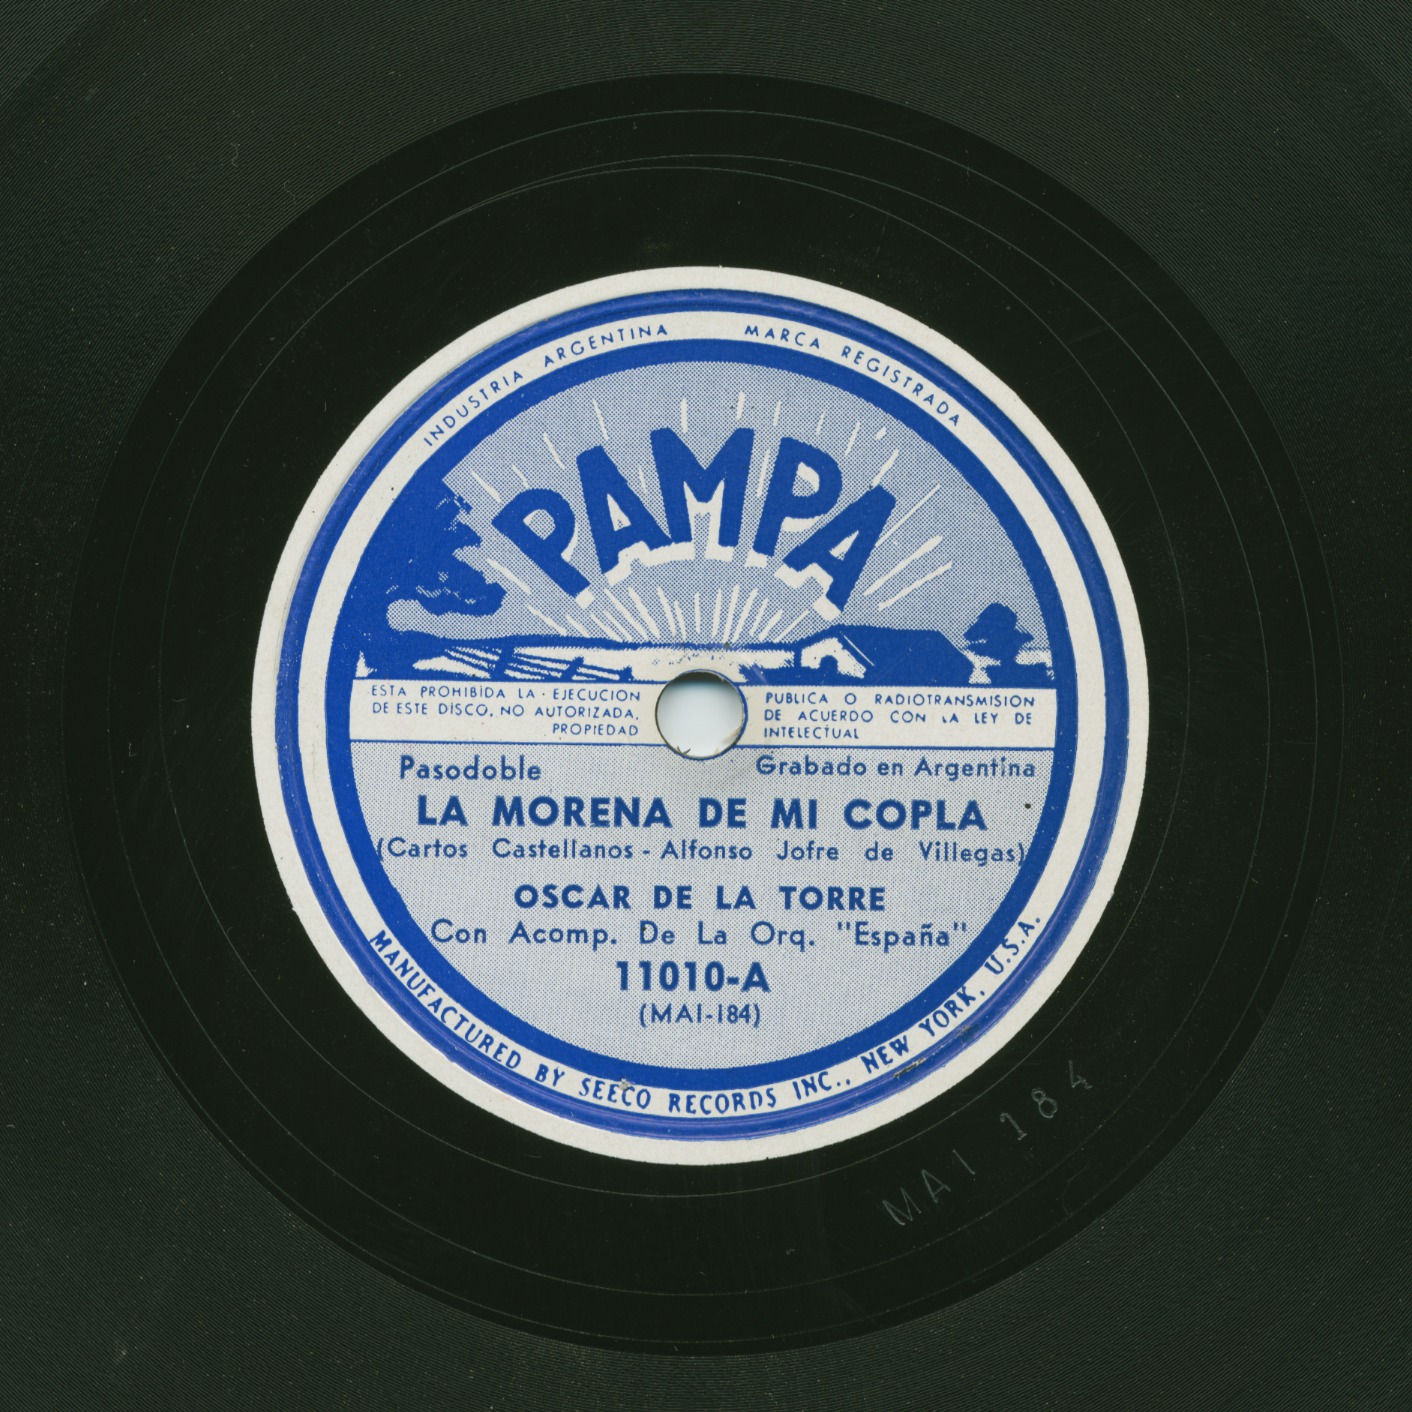 INDUSTRIA ARGENTINA MARCA REGISTRADA
PAMPA
ESTA PROHIBIDA LA · EJECUCION
DE ESTE DISCO, NO AUTORIZADA,
PROPIEDAD
PUBLICA O RADIOTRANSMISION
DE ACUERDO CON LA LEY DE
INTELECTUAL
Pasodoble
Grabado en Argentina
LA MORENA DE MI COPLA
(Cartos Castellanos - Alfonso Jofre de Villegas)
OSCAR DE LA TORRE
Con Acomp. De La Orq. "España"
11010-A
(MAI-184)
MANUFACTURED BY SEECO RECORDS INC., NEW YORK, U.S.A.
MAI 184